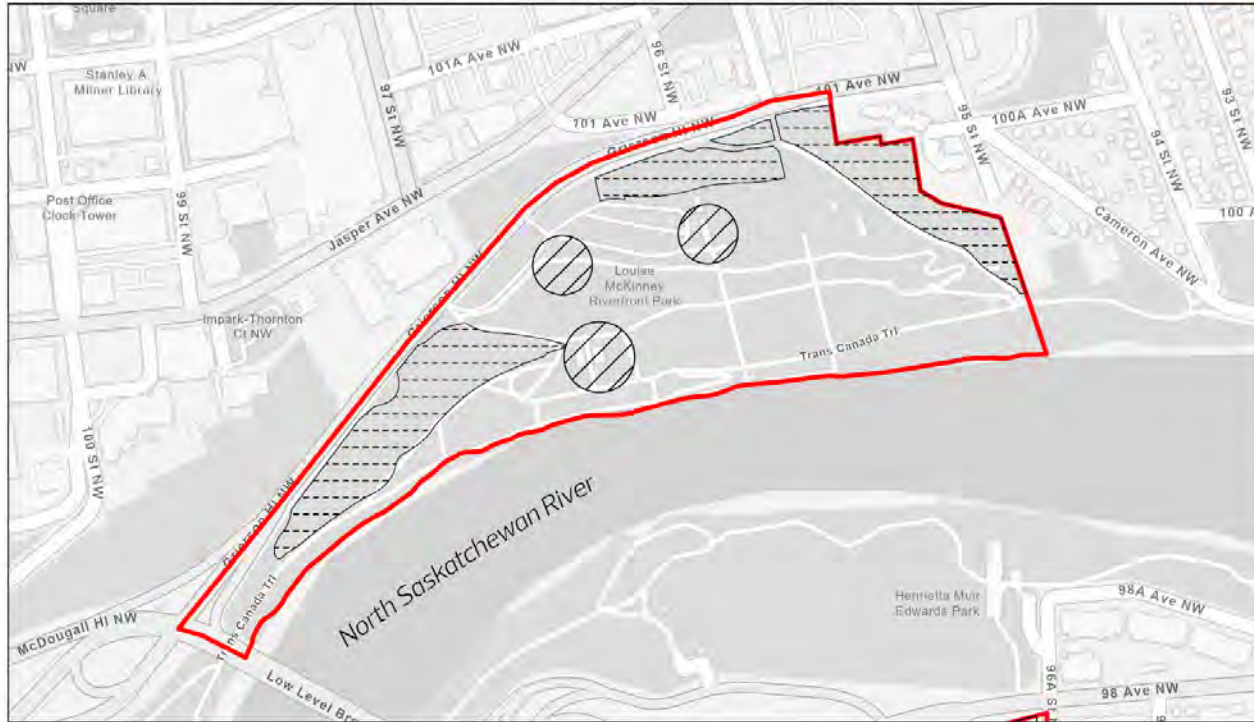 Square
NW
Stanley A
Milner Library
101A Ave NW
96 St NW
97 St NW
101 Ave NW
101 Ave NW
Grierson Hl NW
100A Ave NW
95 St NW
94 St NW
93 St NW
Post Office
Clock Tower
99 St NW
Jasper Ave NW
100 A
Cameron Ave NW
Louise
McKinney
Riverfront Park
Grierson Hl NW
Impark-Thornton
Ct NW
Trans Canada Trl
100 St NW
Grierson Hl NW
North Saskatchewan River
Henrietta Muir
Edwards Park
98A Ave NW
McDougall Hl NW
Trans Canada Trl
Low Level Bro
96A St
98 Ave NW